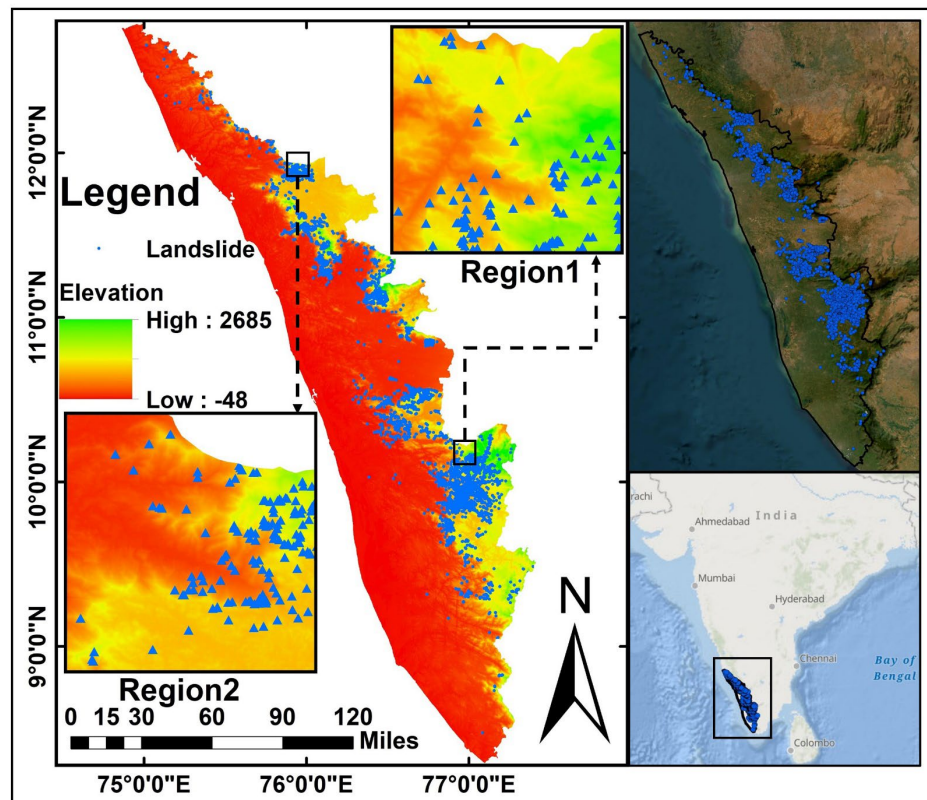 12°0'0"N
11°0'0"N
10°0'0"N
9°0'0"N
75°0'0"E
76°0'0"E
77°0'0"E
Legend
Landslide
Elevation
High : 2685
Low : -48
Region1
Region2
0 15 30 60 90 120
Miles
N
rachi
Ahmedabad
India
Mumbai
Hyderabad
Chennai
Bay of
Bengal
Colombo